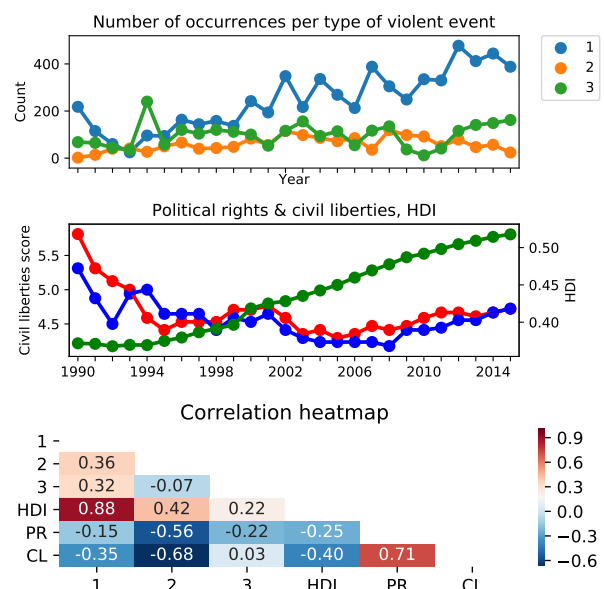 Number of occurrences per type of violent event
400
200
0
Count
Year
1
2
3
Political rights & civil liberties, HDI
5.5
5.0
4.5
Civil liberties score
0.50
0.45
0.40
HDI
1990 1994 1998 2002 2006 2010 2014
Correlation heatmap
1
2 0.36
3 0.32 -0.07
HDI 0.88 0.42 0.22
PR -0.15 -0.56 -0.22 -0.25
CL -0.35 -0.68 0.03 -0.40 0.71
1 2 3 HDI PR CL
0.9
0.6
0.3
0.0
−0.3
−0.6